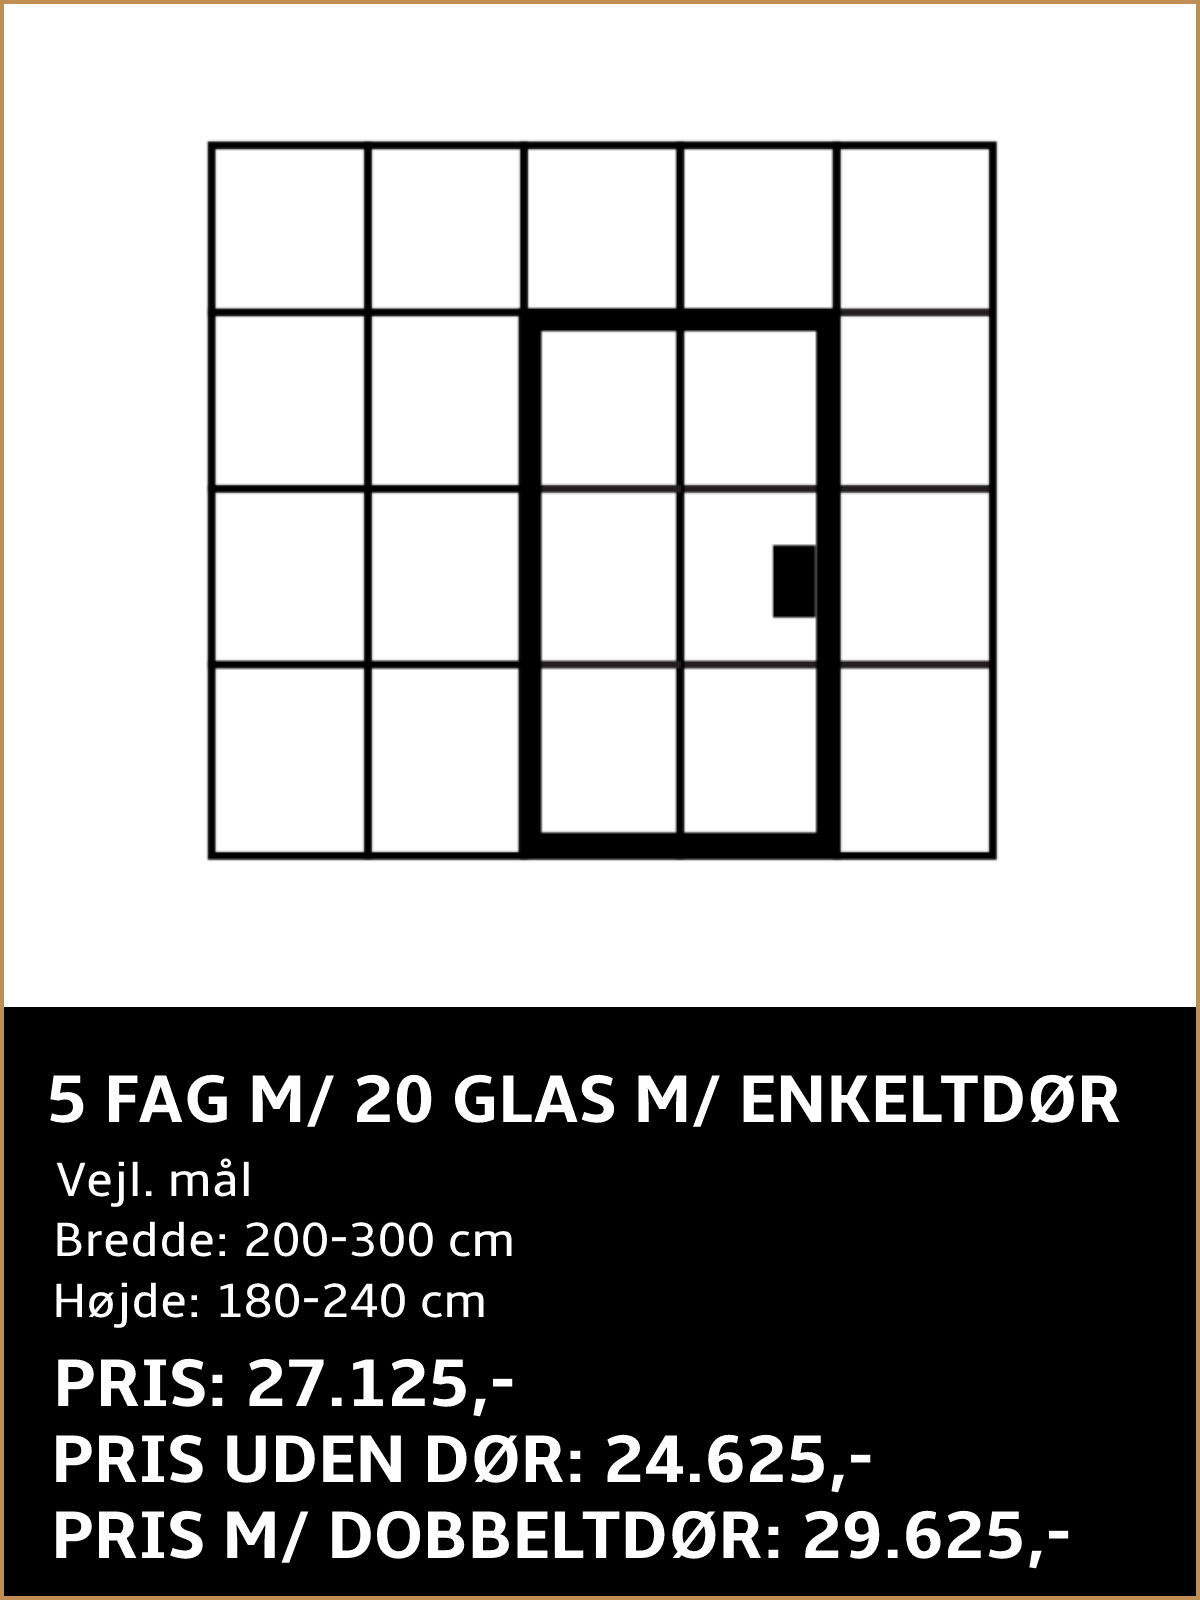 5 FAG M/ 20 GLAS M/ ENKELTDØR
Vejl. mål
Bredde: 200-300 cm
Højde: 180-240 cm
PRIS: 27.125,-
PRIS UDEN DØR: 24.625,-
PRIS M/ DOBBELTDØR: 29.625,-